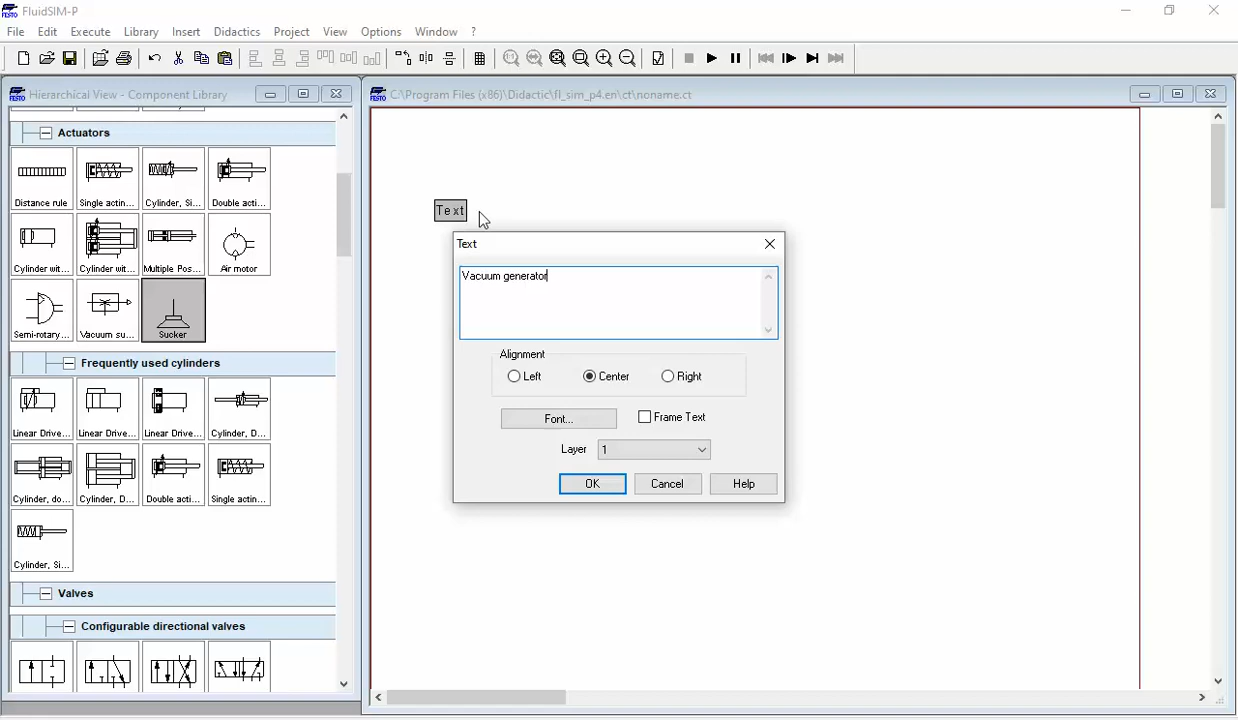 FluidSIM-P
File Edit Execute Library Insert Didactics Project View Options Window ?
Hierarchical View - Component Library
C:\Program Files (x86)\Didactic\fl_sim_p4.en\ct\noname.ct
Actuators
Distance rule Single actin... Cylinder, Si... Double acti...
Cylinder wit... Cylinder wit... Multiple Pos... Air motor
Semi-rotary ... Vacuum su... Sucker
Frequently used cylinders
Linear Drive... Linear Drive... Linear Drive... Cylinder, D...
Cylinder, do... Cylinder, D... Double acti... Single actin...
Cylinder, Si...
Valves
Configurable directional valves
Text
Text
Vacuum generator
Alignment
Left Center Right
Font... Frame Text
Layer 1
OK Cancel Help